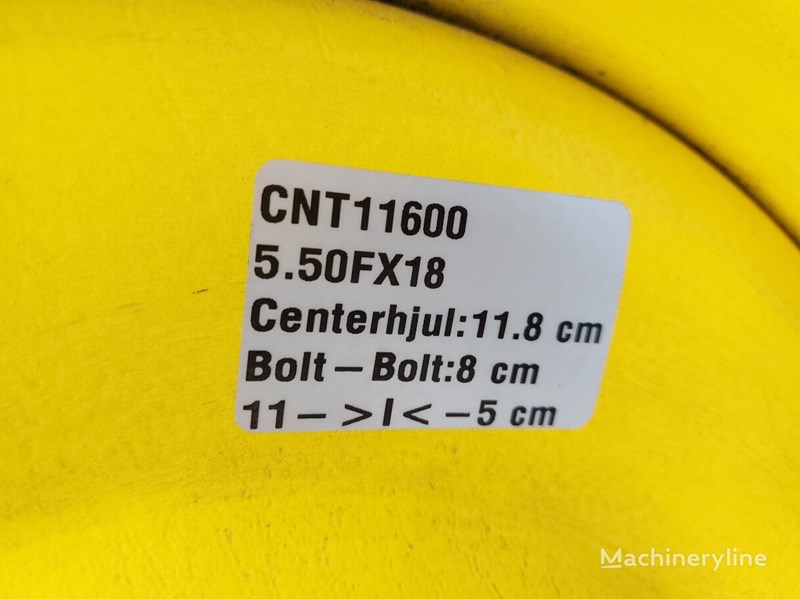 CNT11600
5.50FX18
Centerhjul:11.8 cm
Bolt – Bolt:8 cm
11– >I< –5 cm
Machineryline